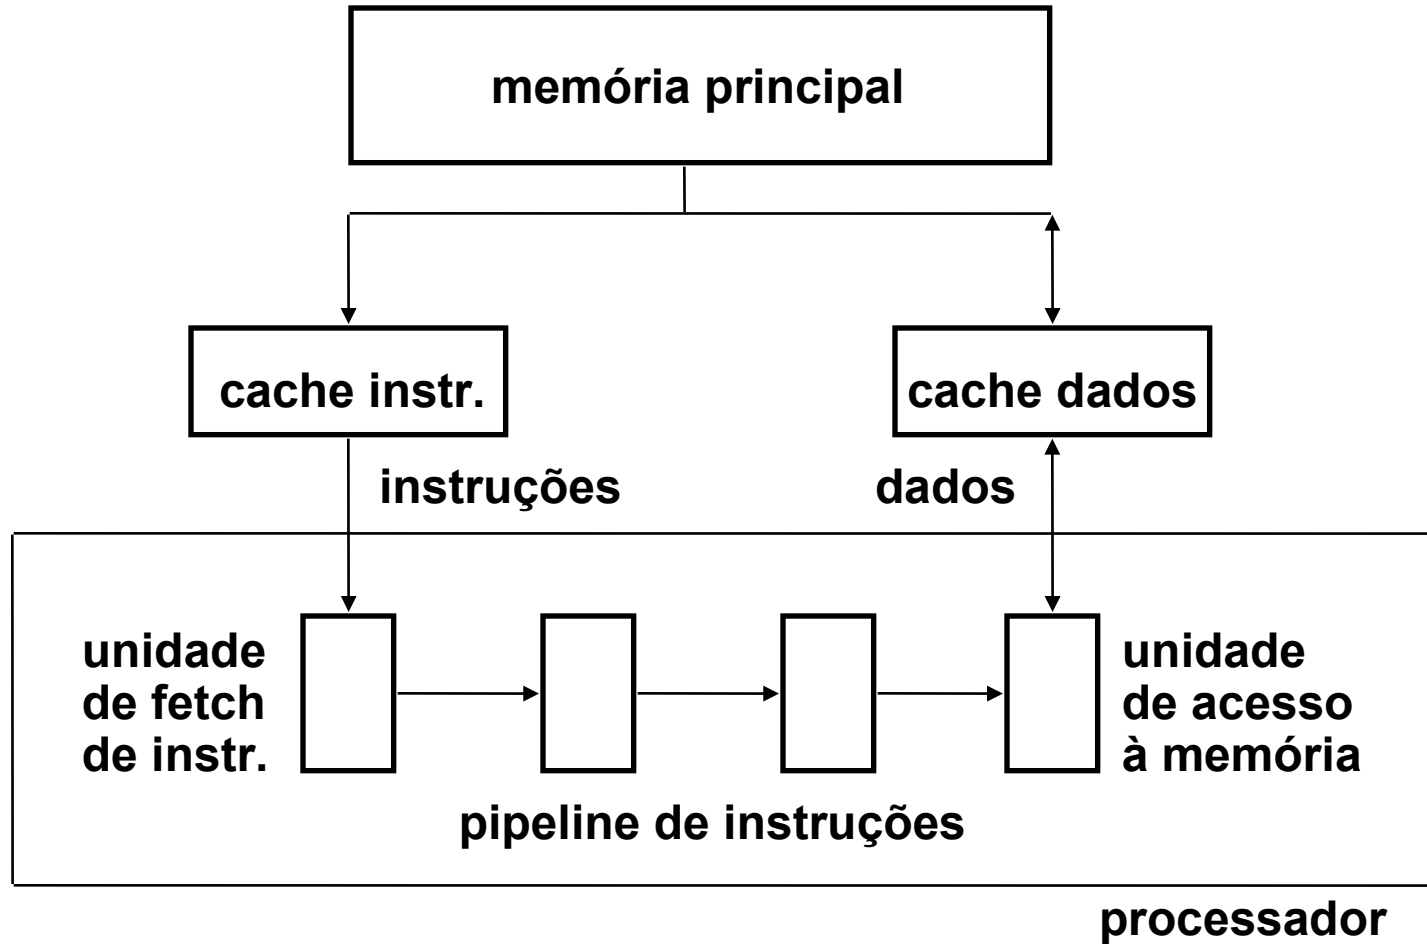 memória principal
cache instr.
cache dados
instruções
dados
unidade
de fetch
de instr.
unidade
de acesso
à memória
pipeline de instruções
processador